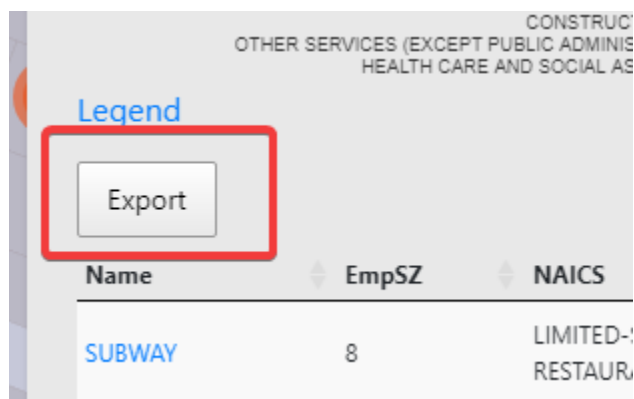 CONSTRUCT
OTHER SERVICES (EXCEPT PUBLIC ADMINIS
HEALTH CARE AND SOCIAL AS
Legend
Export
Name EmpSZ NAICS
SUBWAY 8 LIMITED-S
RESTAURA